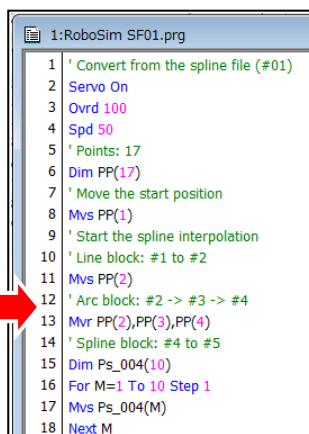 1:RoboSim SF01.prg
1 ' Convert from the spline file (#01)
2 Servo On
3 Ovrd 100
4 Spd 50
5 ' Points: 17
6 Dim PP(17)
7 ' Move the start position
8 Mvs PP(1)
9 ' Start the spline interpolation
10 ' Line block: #1 to #2
11 Mvs PP(2)
12 ' Arc block: #2 -> #3 -> #4
13 Mvr PP(2),PP(3),PP(4)
14 ' Spline block: #4 to #5
15 Dim Ps_004(10)
16 For M=1 To 10 Step 1
17 Mvs Ps_004(M)
18 Next M